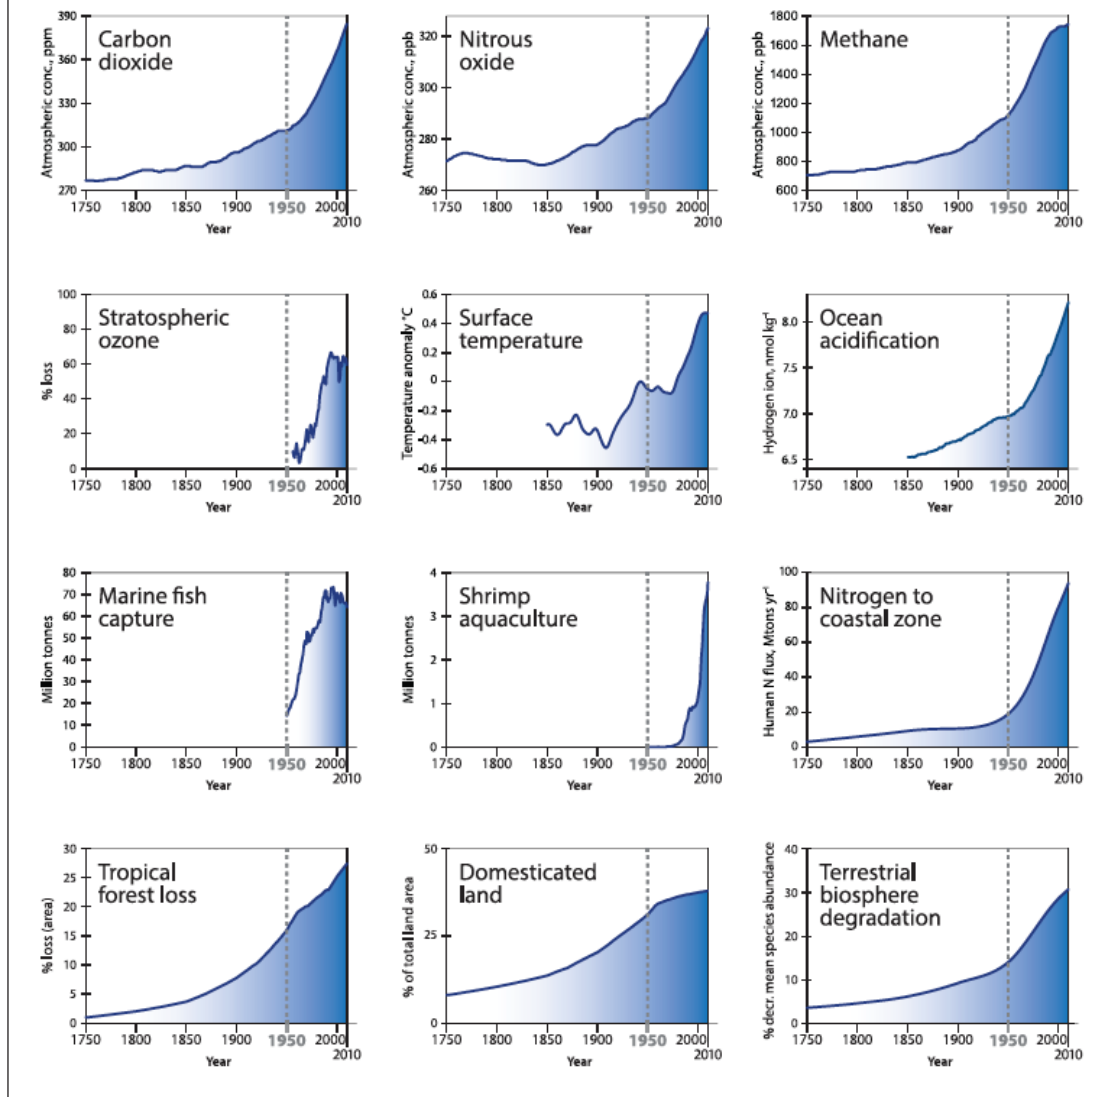 390
360
330
300
270
Atmospheric conc., ppm
Carbon
dioxide
1750 1800 1850 1900 1950 2000
2010
Year
320
300
280
260
Atmospheric conc., ppb
Nitrous
oxide
1750 1800 1850 1900 1950 2000
2010
Year
1800
1600
1400
1200
1000
800
600
Atmospheric conc., ppb
Methane
1750 1800 1850 1900 1950 2000
2010
Year
100
80
60
40
20
0
% loss
Stratospheric
ozone
1750 1800 1850 1900 1950 2000
2010
Year
0.6
0.4
0.2
0
-0.2
-0.4
-0.6
Temperature anomaly °C
Surface
temperature
1750 1800 1850 1900 1950 2000
2010
Year
8.0
7.5
7.0
6.5
Hydrogen ion, nmol kg⁻¹
Ocean
acidification
1750 1800 1850 1900 1950 2000
2010
Year
80
70
60
50
40
30
20
10
0
Million tonnes
Marine fish
capture
1750 1800 1850 1900 1950 2000
2010
Year
4
3
2
1
0
Million tonnes
Shrimp
aquaculture
1750 1800 1850 1900 1950 2000
2010
Year
100
80
60
40
20
0
Human N flux, Mtons yr⁻¹
Nitrogen to
coastal zone
1750 1800 1850 1900 1950 2000
2010
Year
30
25
20
15
10
5
0
% loss (area)
Tropical
forest loss
1750 1800 1850 1900 1950 2000
2010
Year
50
25
0
% of total land area
Domesticated
land
1750 1800 1850 1900 1950 2000
2010
Year
40
30
20
10
0
% decr. mean species abundance
Terrestrial
biosphere
degradation
1750 1800 1850 1900 1950 2000
2010
Year